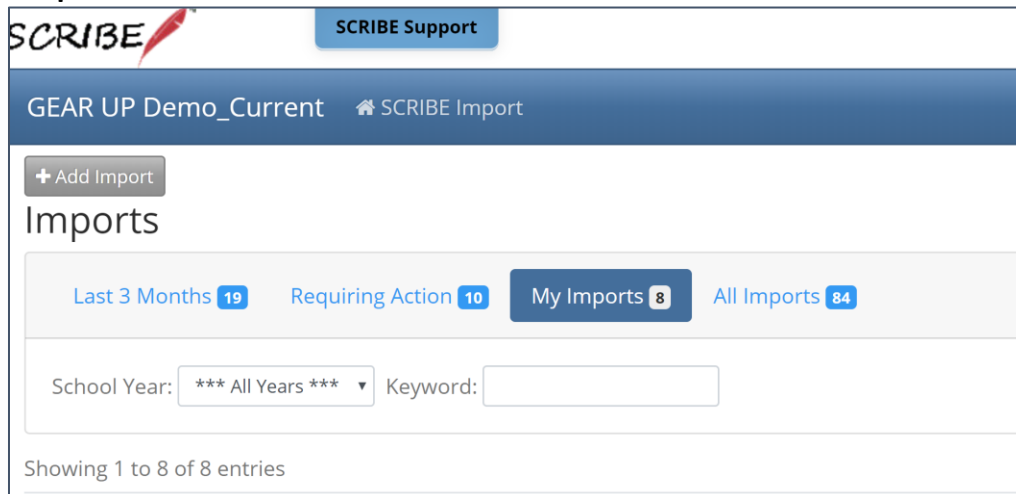 SCRIBE
SCRIBE Support
GEAR UP Demo_Current SCRIBE Import
+ Add Import
Imports
Last 3 Months 19 Requiring Action 10 My Imports 8 All Imports 84
School Year: *** All Years *** Keyword:
Showing 1 to 8 of 8 entries